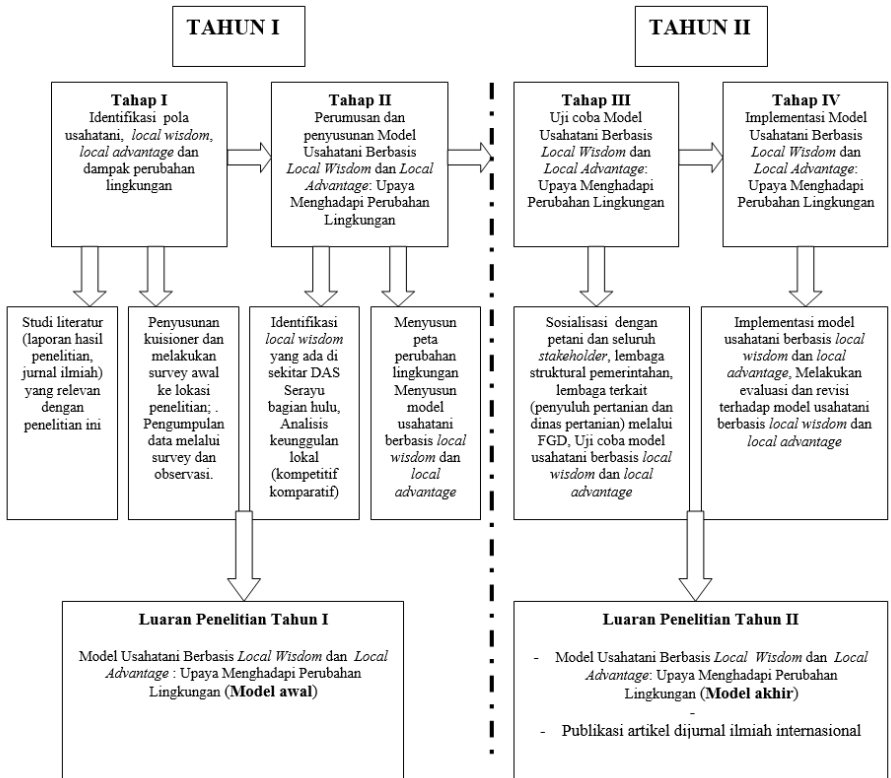 TAHUN I
TAHUN II
Tahap I
Identifikasi pola
usahatani, local wisdom,
local advantage dan
dampak perubahan
lingkungan
Tahap II
Perumusan dan
penyusunan Model
Usahatani Berbasis
Local Wisdom dan Local
Advantage: Upaya
Menghadapi Perubahan
Lingkungan
Tahap III
Uji coba Model
Usahatani Berbasis
Local Wisdom dan
Local Advantage:
Upaya Menghadapi
Perubahan Lingkungan
Tahap IV
Implementasi Model
Usahatani Berbasis
Local Wisdom dan
Local Advantage:
Upaya Menghadapi
Perubahan Lingkungan
Studi literatur
(laporan hasil
penelitian,
jurnal ilmiah)
yang relevan
dengan
penelitian ini
Penyusunan
kuisioner dan
melakukan
survey awal
ke lokasi
penelitian; .
Pengumpulan
data melalui
survey dan
observasi.
Identifikasi
local wisdom
yang ada di
sekitar DAS
Serayu
bagian hulu,
Analisis
keunggulan
lokal
(kompetitif
komparatif)
Menyusun
peta
perubahan
lingkungan
Menyusun
model
usahatani
berbasis local
wisdom dan
local
advantage
Sosialisasi dengan
petani dan seluruh
stakeholder, lembaga
struktural pemerintahan,
lembaga terkait
(penyuluh pertanian dan
dinas pertanian) melalui
FGD, Uji coba model
usahatani berbasis local
wisdom dan local
advantage
Implementasi model
usahatani berbasis local
wisdom dan local
advantage, Melakukan
evaluasi dan revisi
terhadap model usahatani
berbasis local wisdom dan
local advantage
Luaran Penelitian Tahun I
Model Usahatani Berbasis Local Wisdom dan Local
Advantage : Upaya Menghadapi Perubahan
Lingkungan (Model awal)
Luaran Penelitian Tahun II
- Model Usahatani Berbasis Local Wisdom dan Local
Advantage: Upaya Menghadapi Perubahan
Lingkungan (Model akhir)
-
- Publikasi artikel dijurnal ilmiah internasional